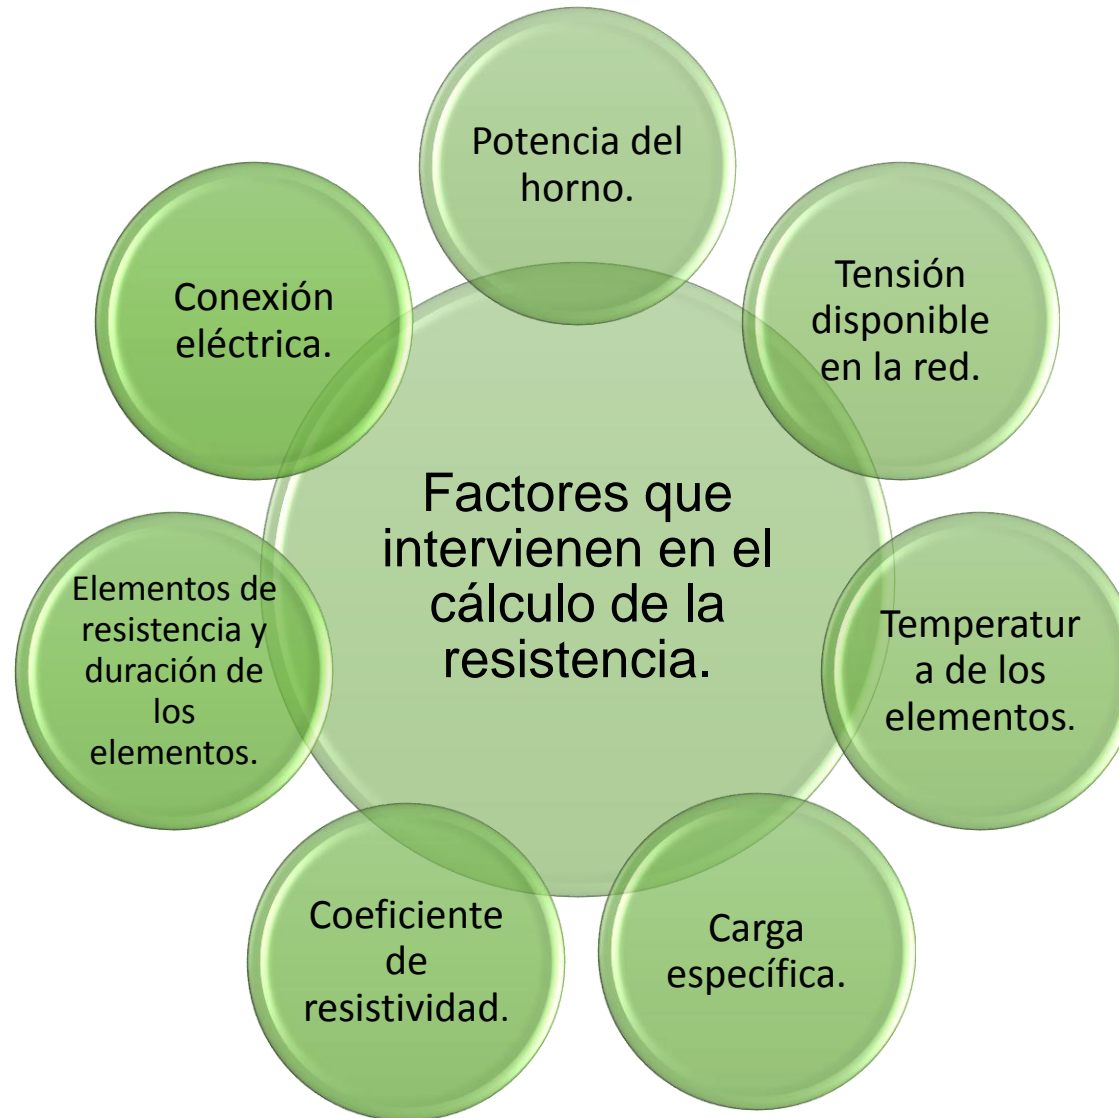 Potencia del
horno.
Tensión
disponible
en la red.
Temperatur
a de los
elementos.
Carga
específica.
Coeficiente
de
resistividad.
Elementos de
resistencia y
duración de
los
elementos.
Conexión
eléctrica.
Factores que
intervienen en el
cálculo de la
resistencia.